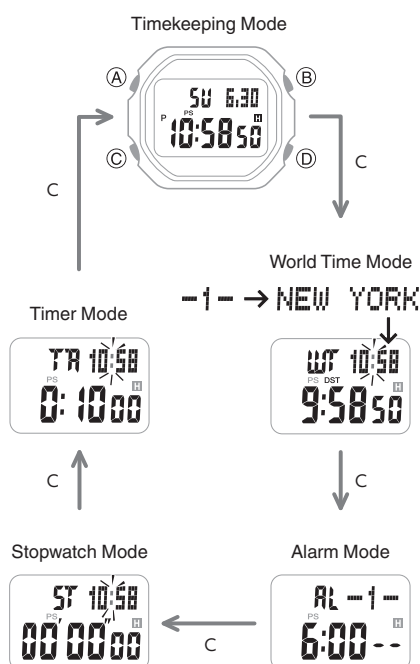 Timekeeping Mode
A
B
SU 6.30
P PS H
10:58 50
C
D
C
C
World Time Mode
-1- → NEW YORK
Timer Mode
TR 10:58
PS H
0:10 00
WT 10:58
PS DST H
9:58 50
C
C
Stopwatch Mode
Alarm Mode
ST 10:58
PS H
00'00"00
C
AL -1-
PS H
6:00 --